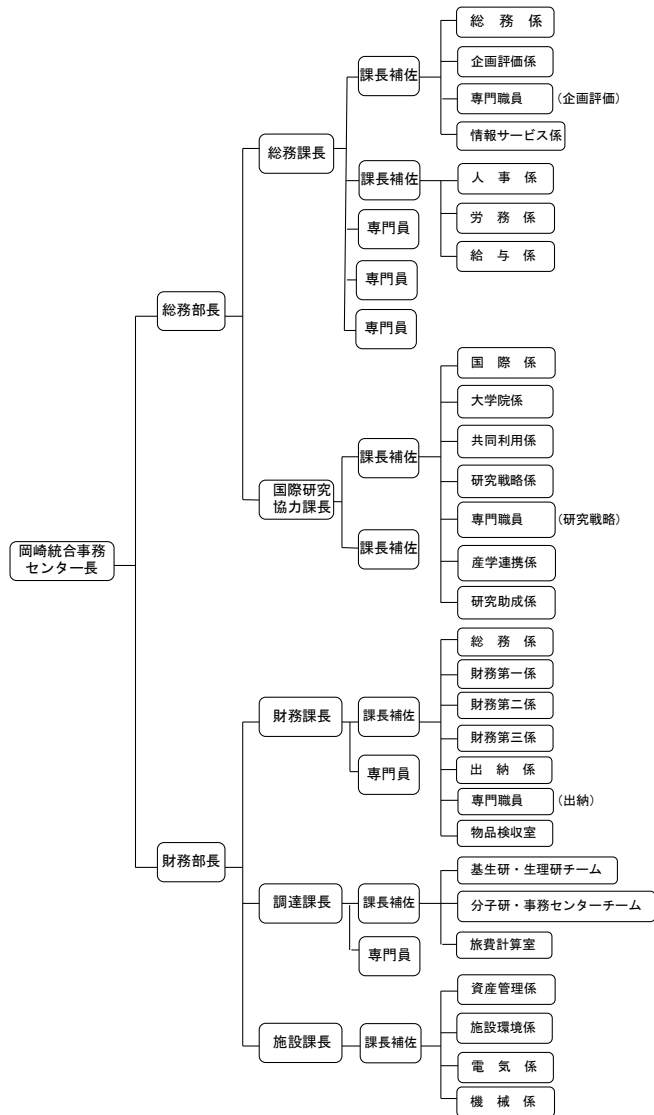 岡崎統合事務
センター長
総務部長
総務課長
課長補佐
総　務　係
企画評価係
専門職員
(企画評価)
情報サービス係
課長補佐
人　事　係
労　務　係
給　与　係
専門員
専門員
専門員
国際研究
協力課長
課長補佐
国　際　係
大学院係
共同利用係
研究戦略係
専門職員
(研究戦略)
産学連携係
研究助成係
課長補佐
財務部長
財務課長
課長補佐
総　務　係
財務第一係
財務第二係
財務第三係
出　納　係
専門職員
(出納)
物品検収室
専門員
調達課長
課長補佐
基生研・生理研チーム
分子研・事務センターチーム
旅費計算室
専門員
施設課長
課長補佐
資産管理係
施設環境係
電　気　係
機　械　係